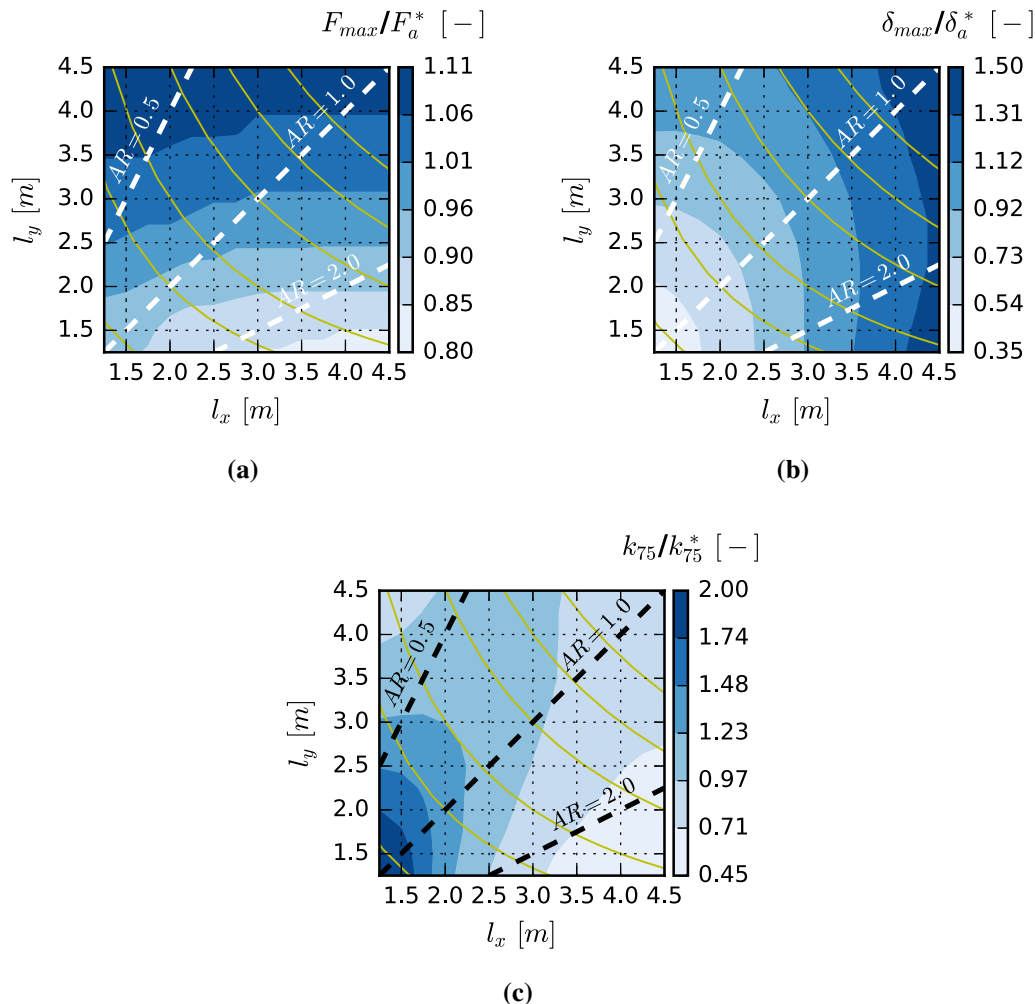 F_max/F_a^* [−]
4.5
4.0
3.5
3.0
2.5
2.0
1.5
l_y [m]
1.5 2.0 2.5 3.0 3.5 4.0 4.5
l_x [m]
AR=0.5
AR=1.0
AR=2.0
1.11
1.06
1.01
0.96
0.90
0.85
0.80
(a)
δ_max/δ_a^* [−]
4.5
4.0
3.5
3.0
2.5
2.0
1.5
l_y [m]
1.5 2.0 2.5 3.0 3.5 4.0 4.5
l_x [m]
AR=0.5
AR=1.0
AR=2.0
1.50
1.31
1.12
0.92
0.73
0.54
0.35
(b)
k_75/k_75^* [−]
4.5
4.0
3.5
3.0
2.5
2.0
1.5
l_y [m]
1.5 2.0 2.5 3.0 3.5 4.0 4.5
l_x [m]
AR=0.5
AR=1.0
AR=2.0
2.00
1.74
1.48
1.23
0.97
0.71
0.45
(c)